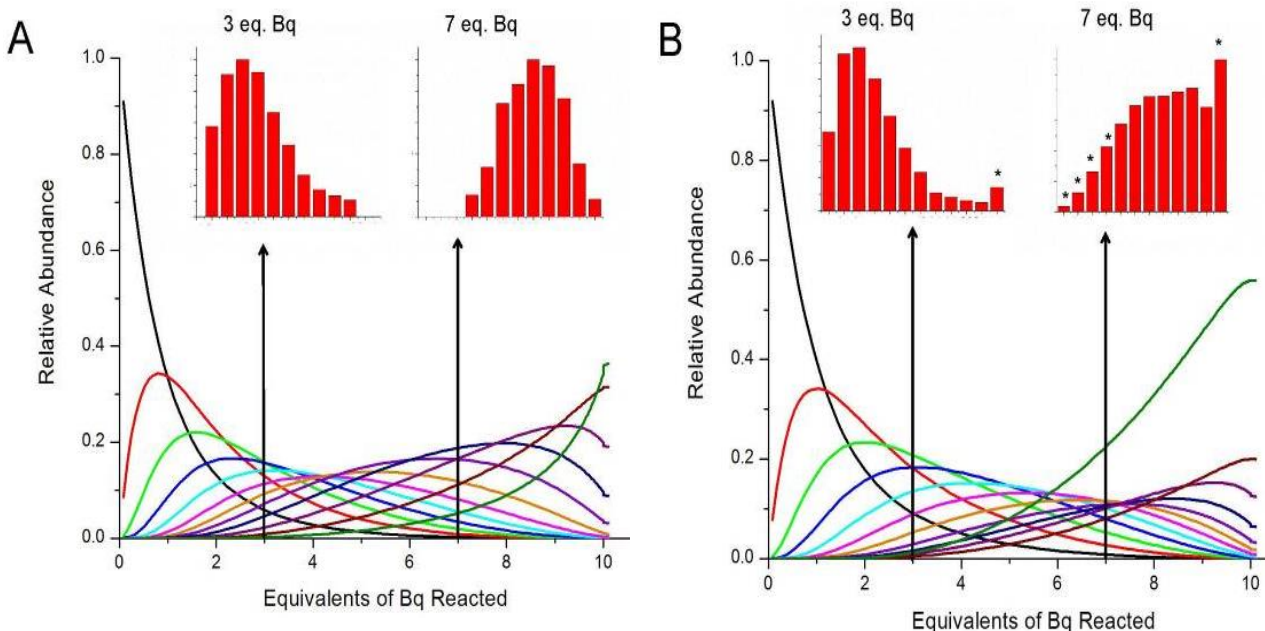 A
3 eq. Bq
7 eq. Bq
1.0
0.8
0.6
0.4
0.2
0.0
Relative Abundance
0 2 4 6 8 10
Equivalents of Bq Reacted
B
3 eq. Bq
7 eq. Bq
*
* * * *
*
1.0
0.8
0.6
0.4
0.2
0.0
Relative Abundance
0 2 4 6 8 10
Equivalents of Bq Reacted